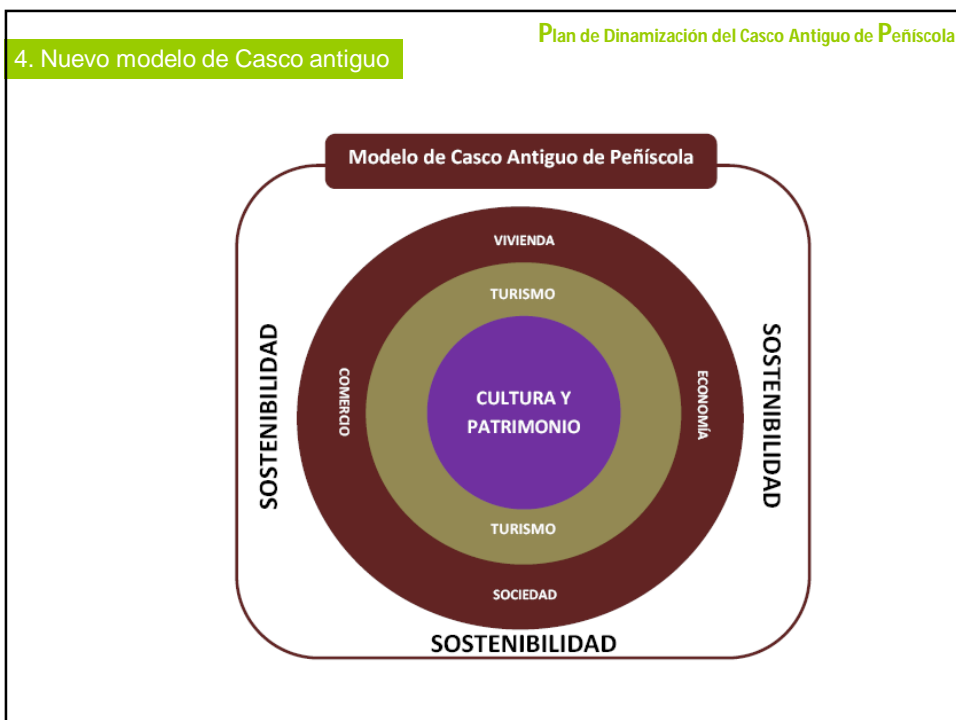 Plan de Dinamización del Casco Antiguo de Peñíscola
4. Nuevo modelo de Casco antiguo
Modelo de Casco Antiguo de Peñíscola
VIVIENDA
TURISMO
SOSTENIBILIDAD
COMERCIO
CULTURA Y
PATRIMONIO
ECONOMÍA
SOSTENIBILIDAD
TURISMO
SOCIEDAD
SOSTENIBILIDAD